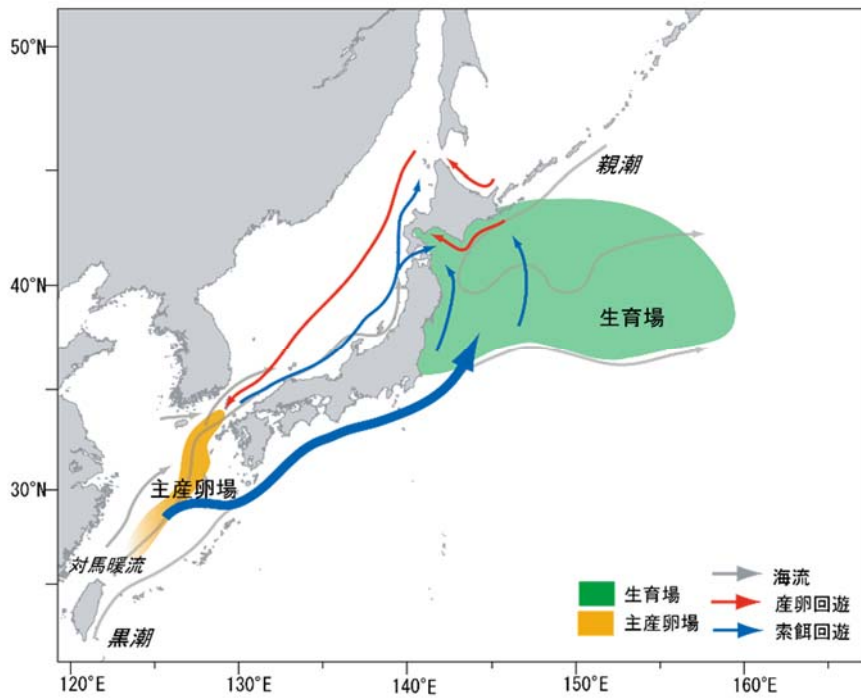 50°N
40°N
30°N
親潮
生育場
主産卵場
対馬暖流
黒潮
生育場
主産卵場
海流
産卵回遊
索餌回遊
120°E
130°E
140°E
150°E
160°E